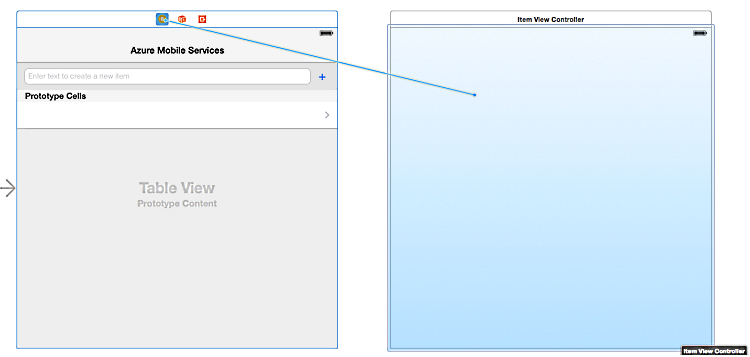 Item View Controller
Azure Mobile Services
Enter text to create a new item
+
Prototype Cells
Table View
Prototype Content
Item View Controller